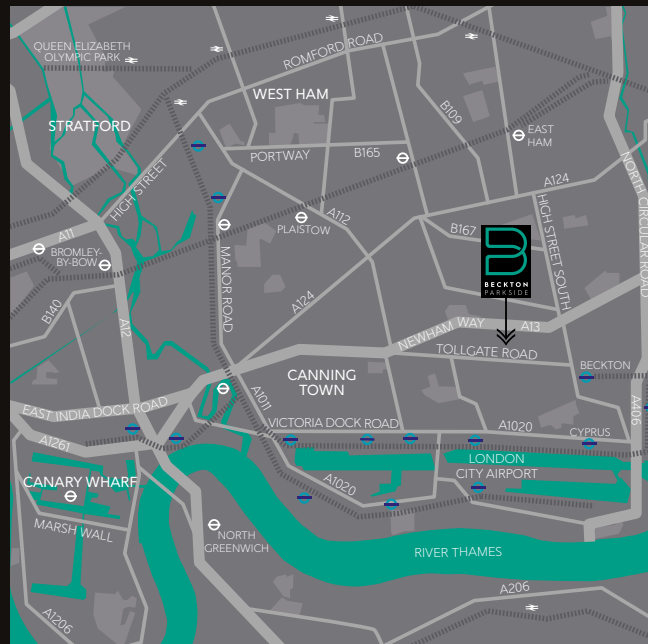 QUEEN ELIZABETH
OLYMPIC PARK
ROMFORD ROAD
WEST HAM
STRATFORD
B109
EAST
HAM
HIGH STREET
PORTWAY
B165
NORTH CIRCULAR ROAD
A124
A112
PLAISTOW
HIGH STREET SOUTH
A11
B167
BROMLEY-
BY-BOW
MANOR ROAD
BECKTON
PARKSIDE
A124
B140
A12
NEWHAM WAY
A13
TOLLGATE ROAD
BECKTON
CANNING
TOWN
A1011
EAST INDIA DOCK ROAD
A406
VICTORIA DOCK ROAD
A1020
CYPRUS
A1261
LONDON
CITY AIRPORT
A1020
CANARY WHARF
MARSH WALL
NORTH
GREENWICH
RIVER THAMES
A206
A1206